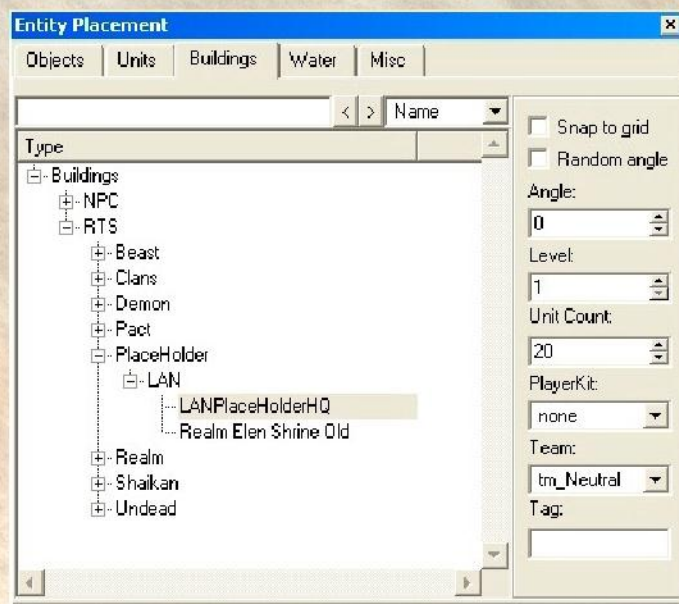 Entity Placement
Objects Units Buildings Water Misc
< > Name
Type
Buildings
NPC
RTS
Beast
Clans
Demon
Pact
PlaceHolder
LAN
LANPlaceHolderHQ
Realm Elen Shrine Old
Realm
Shaikan
Undead
Snap to grid
Random angle
Angle:
0
Level:
1
Unit Count:
20
PlayerKit:
none
Team:
tm_Neutral
Tag: